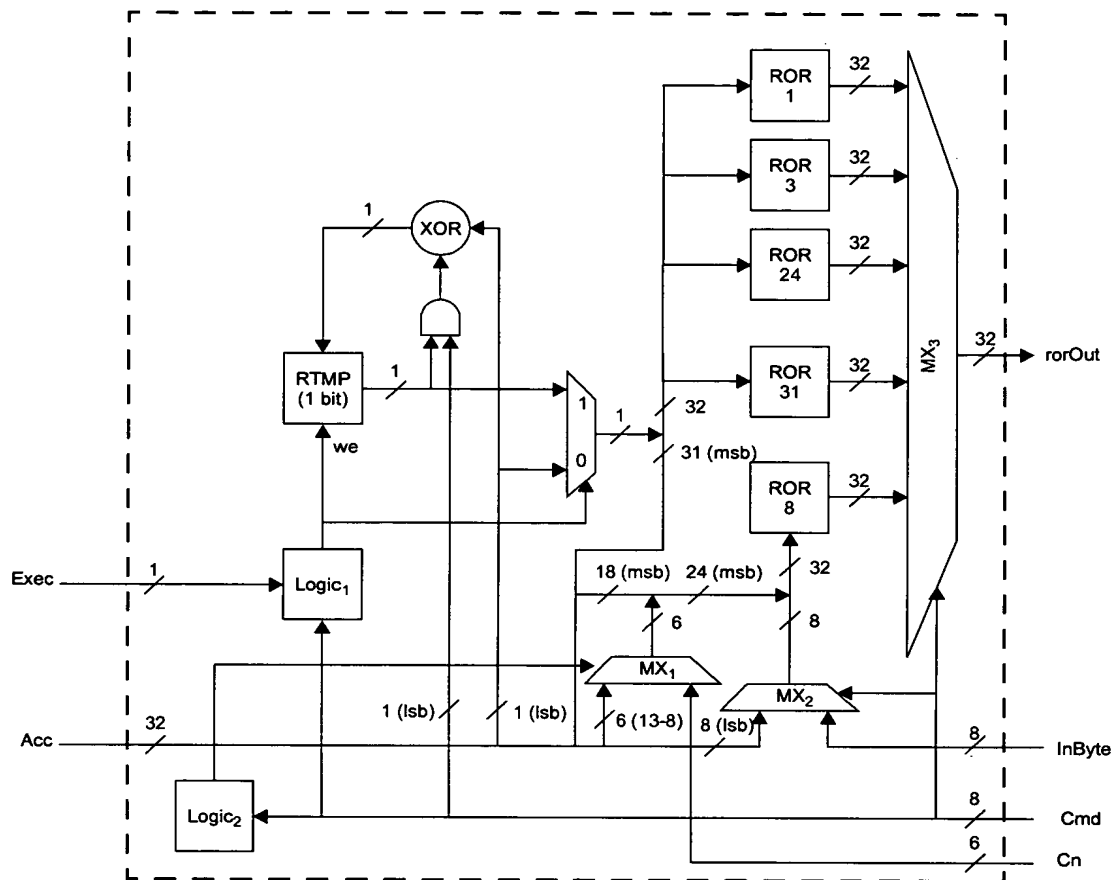 32
ROR
1
32
ROR
3
1
XOR
32
ROR
24
MX3
32
rorOut
RTMP
(1 bit)
1
1
32
ROR
31
32
we
0
1
31 (msb)
32
ROR
8
Exec
1
Logic1
18 (msb)
24 (msb)
32
6
8
MX1
MX2
1 (lsb)
1 (lsb)
6 (13-8)
8 (lsb)
Acc
32
8
InByte
Logic2
8
Cmd
6
Cn